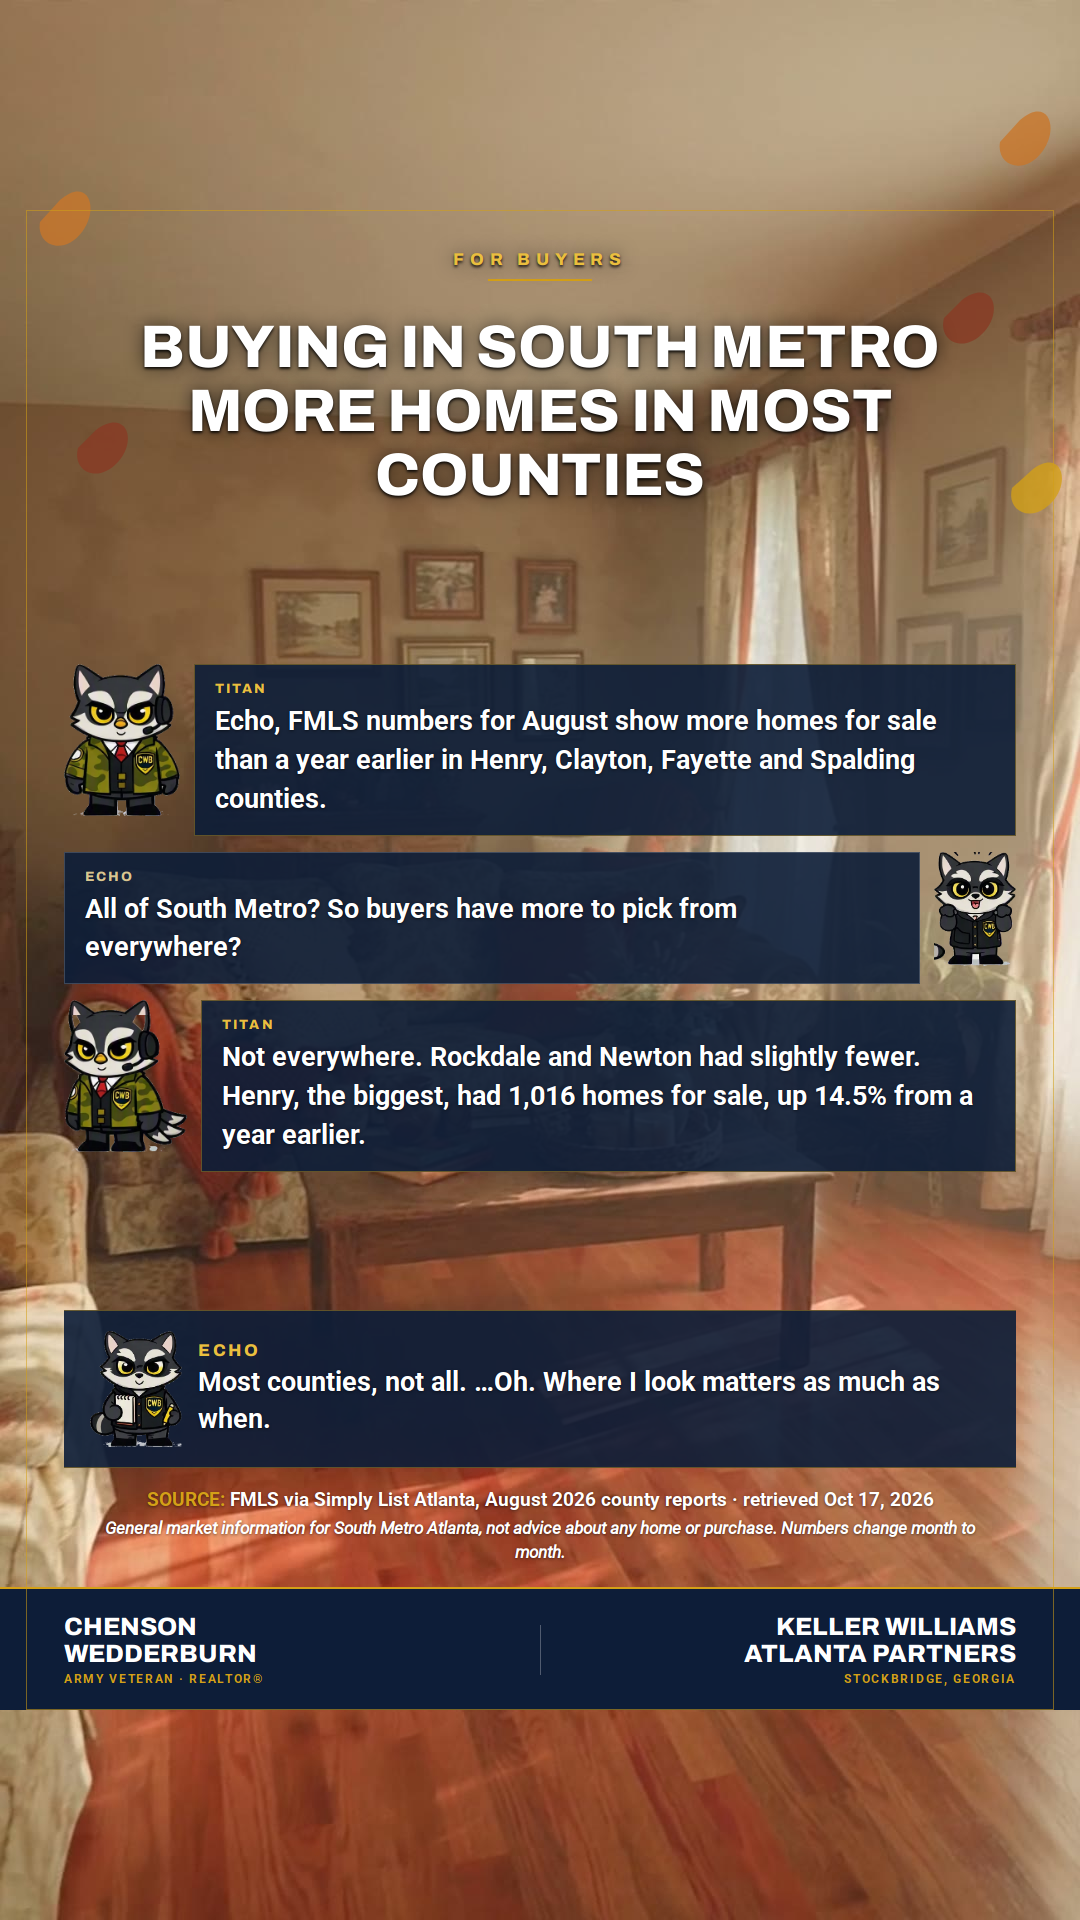 FOR BUYERS
BUYING IN SOUTH METRO
MORE HOMES IN MOST
COUNTIES
TITAN
Echo, FMLS numbers for August show more homes for sale
than a year earlier in Henry, Clayton, Fayette and Spalding
counties.
CWB
ECHO
All of South Metro? So buyers have more to pick from
everywhere?
CWB
TITAN
Not everywhere. Rockdale and Newton had slightly fewer.
Henry, the biggest, had 1,016 homes for sale, up 14.5% from a
year earlier.
CWB
ECHO
Most counties, not all. ...Oh. Where I look matters as much as
when.
CWB
SOURCE: FMLS via Simply List Atlanta, August 2026 county reports · retrieved Oct 17, 2026
General market information for South Metro Atlanta, not advice about any home or purchase. Numbers change month to
month.
CHENSON
WEDDERBURN
ARMY VETERAN · REALTOR®
KELLER WILLIAMS
ATLANTA PARTNERS
STOCKBRIDGE, GEORGIA